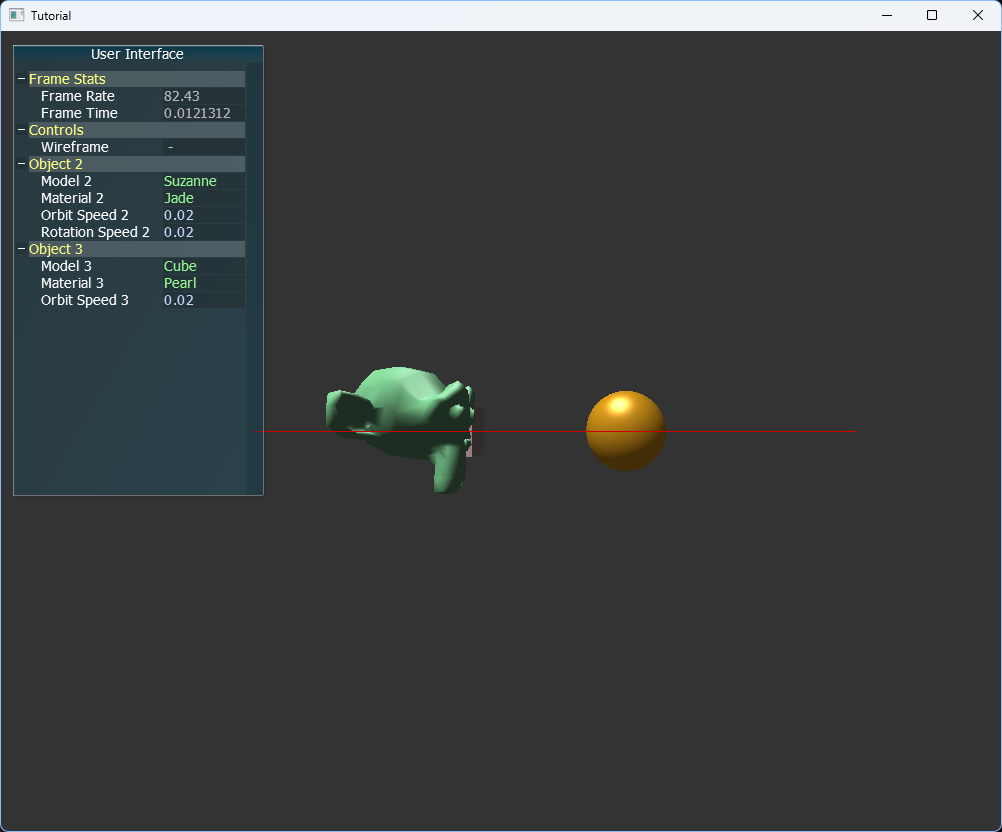 Tutorial
User Interface
Frame Stats
Frame Rate 82.43
Frame Time 0.0121312
Controls
Wireframe -
Object 2
Model 2 Suzanne
Material 2 Jade
Orbit Speed 2 0.02
Rotation Speed 2 0.02
Object 3
Model 3 Cube
Material 3 Pearl
Orbit Speed 3 0.02